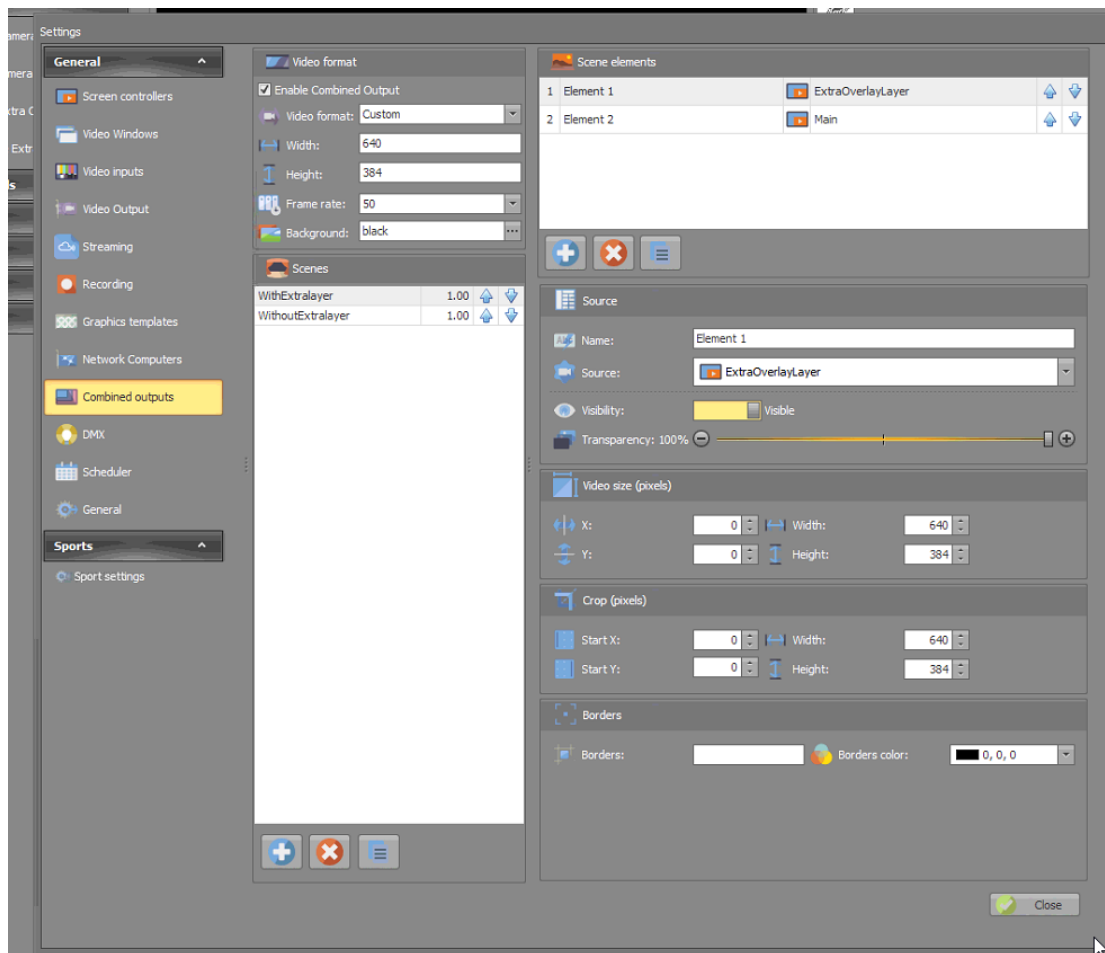 Settings
General
Screen controllers
Video Windows
Video inputs
Video Output
Streaming
Recording
Graphics templates
Network Computers
Combined outputs
DMX
Scheduler
General
Sports
Sport settings
Video format
Enable Combined Output
Video format: Custom
Width: 640
Height: 384
Frame rate: 50
Background: black ...
Scenes
WithExtralayer 1.00
WithoutExtralayer 1.00
Scene elements
1 Element 1 ExtraOverlayLayer
2 Element 2 Main
Source
Name: Element 1
Source: ExtraOverlayLayer
Visibility: Visible
Transparency: 100%
Video size (pixels)
X: 0 Width: 640
Y: 0 Height: 384
Crop (pixels)
Start X: 0 Width: 640
Start Y: 0 Height: 384
Borders
Borders: Borders color: 0, 0, 0
Close